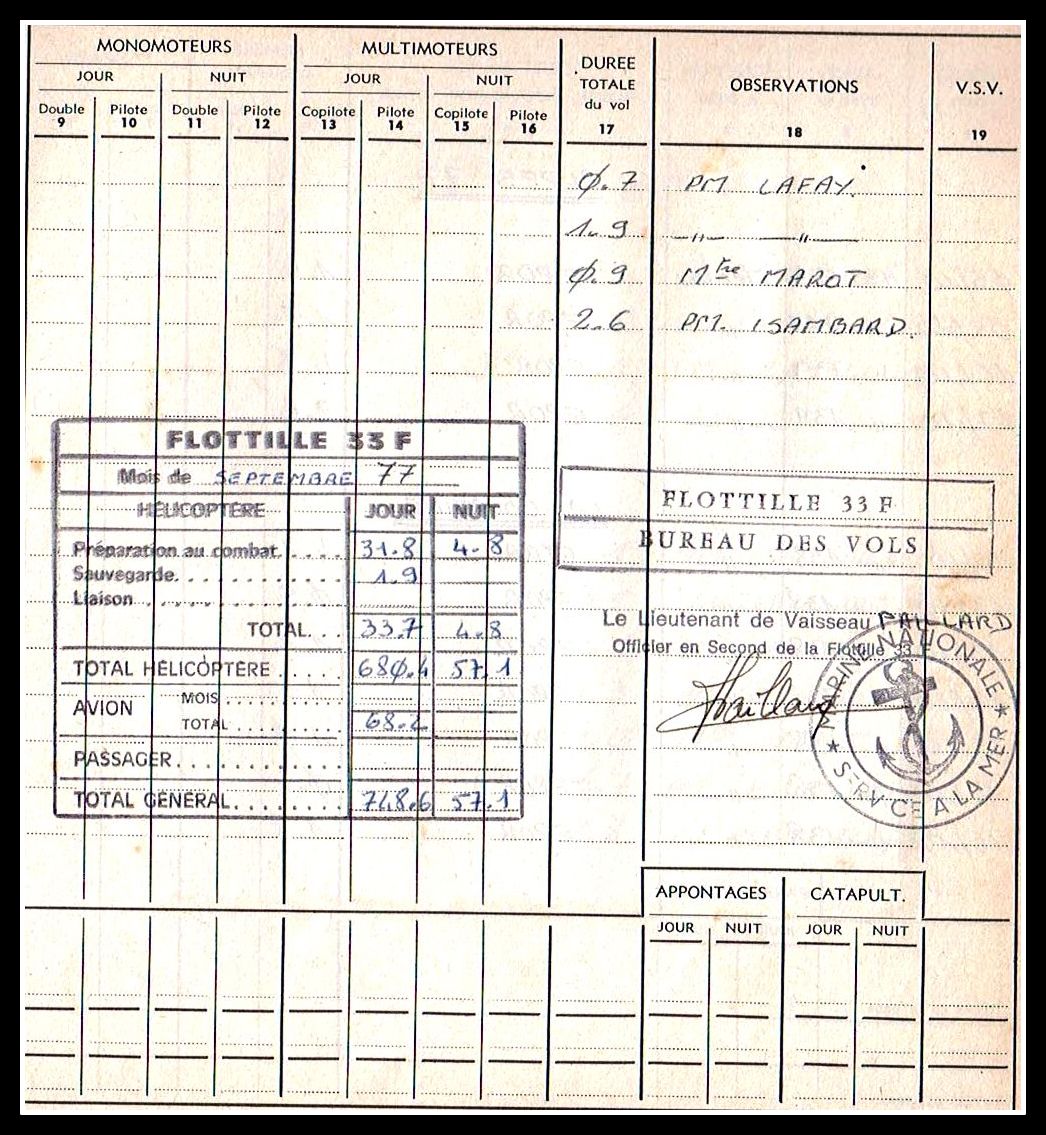 MONOMOTEURS MULTIMOTEURS DUREE TOTALE du vol 17 OBSERVATIONS 18 V.S.V. 19
JOUR NUIT JOUR NUIT
Double 9 Pilote 10 Double 11 Pilote 12 Copilote 13 Pilote 14 Copilote 15 Pilote 16
Ø.7 PM LAFAY.
1.9 —"— —"—
Ø.9 Mtre MAROT
2.6 PM. ISAMBARD.
FLOTTILLE 33 F
Mois de SEPTEMBRE 77
HÉLICOPTÈRE JOUR NUIT
Préparation au combat..... 31.8 4.8
Sauvegarde............ 1.9
Liaison............
TOTAL... 33.7 4.8
TOTAL HÉLICOPTÈRE...... 68Ø.4 57.1
AVION MOIS..........
TOTAL......... 68.2
PASSAGER............
TOTAL GÉNÉRAL........ 748.6 57.1
FLOTTILLE 33 F
BUREAU DES VOLS
Le Lieutenant de Vaisseau PAILLARD
Officier en Second de la Flottille 33 F
Paillard
MARINE NATIONALE
★ SERVICE A LA MER ★
APPONTAGES CATAPULT.
JOUR NUIT JOUR NUIT